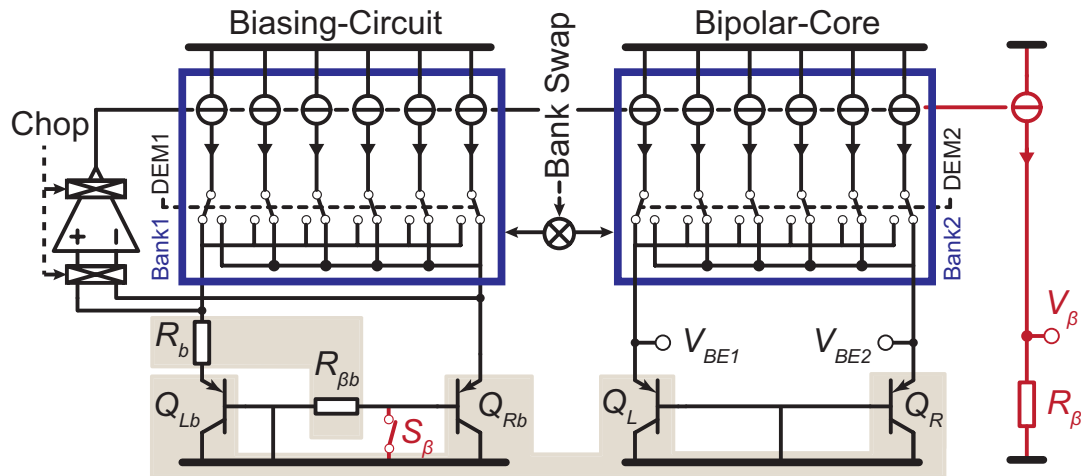 Biasing-Circuit
Bipolar-Core
Chop
DEM1
Bank1
Bank Swap
DEM2
Bank2
+
−
R_b
R_βb
Q_Lb
S_β
Q_Rb
V_BE1
V_BE2
Q_L
Q_R
V_β
R_β